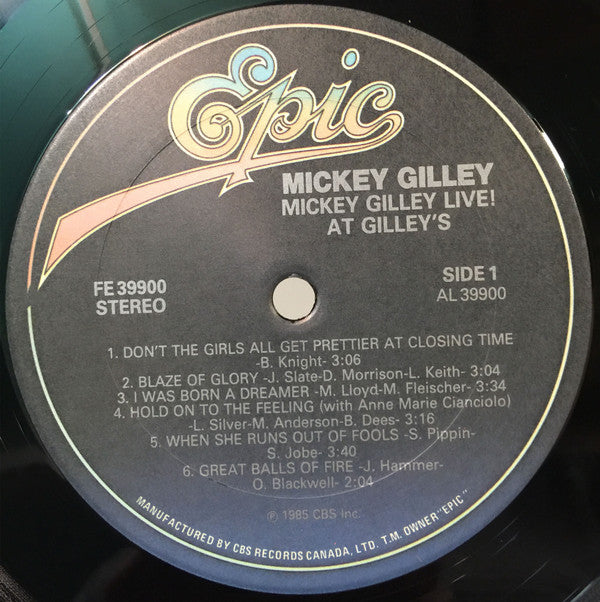 Epic
MICKEY GILLEY
MICKEY GILLEY LIVE!
AT GILLEY'S
FE 39900
STEREO
SIDE 1
AL 39900
1. DON'T THE GIRLS ALL GET PRETTIER AT CLOSING TIME
-B. Knight- 3:06
2. BLAZE OF GLORY -J. Slate-D. Morrison-L. Keith- 3:04
3. I WAS BORN A DREAMER -M. Lloyd-M. Fleischer- 3:34
4. HOLD ON TO THE FEELING (with Anne Marie Cianciolo)
-L. Silver-M. Anderson-B. Dees- 3:16
5. WHEN SHE RUNS OUT OF FOOLS -S. Pippin-
S. Jobe- 3:40
6. GREAT BALLS OF FIRE -J. Hammer-
O. Blackwell- 2:04
℗ 1985 CBS Inc.
MANUFACTURED BY CBS RECORDS CANADA, LTD. T.M. OWNER "EPIC"